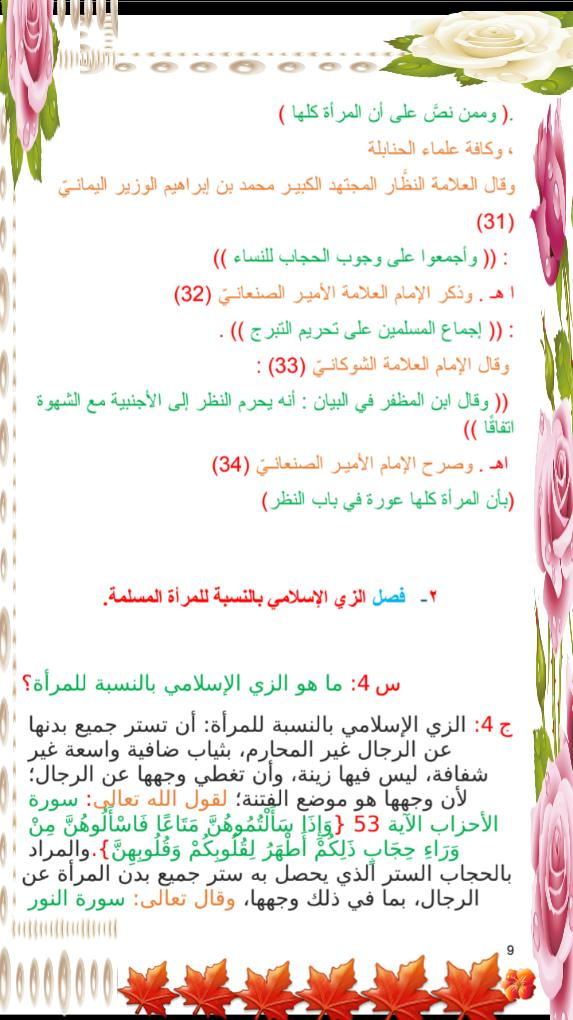 .( وممن نصَّ على أن المرأة كلها )
، وكافة علماء الحنابلة
وقال العلامة النظَّار المجتهد الكبير محمد بن إبراهيم الوزير اليمانيّ
(31)
: (( وأجمعوا على وجوب الحجاب للنساء ))
ا هـ . وذكر الإمام العلامة الأمير الصنعانيّ (32)
: (( إجماع المسلمين على تحريم التبرج )) .
وقال الإمام العلامة الشوكانيّ (33) :
(( وقال ابن المظفر في البيان : أنه يحرم النظر إلى الأجنبية مع الشهوة
اتفاقًا ))
اهـ . وصرح الإمام الأمير الصنعانيّ (34)
(بأن المرأة كلها عورة في باب النظر)
٢- فصل الزي الإسلامي بالنسبة للمرأة المسلمة.
س 4: ما هو الزي الإسلامي بالنسبة للمرأة؟
ج 4: الزي الإسلامي بالنسبة للمرأة: أن تستر جميع بدنها
عن الرجال غير المحارم، بثياب ضافية واسعة غير
شفافة، ليس فيها زينة، وأن تغطي وجهها عن الرجال؛
لأن وجهها هو موضع الفتنة؛ لقول الله تعالى: سورة
الأحزاب الآية 53 {وَإِذَا سَأَلْتُمُوهُنَّ مَتَاعًا فَاسْأَلُوهُنَّ مِنْ
وَرَاءِ حِجَابٍ ذَلِكُمْ أَطْهَرُ لِقُلُوبِكُمْ وَقُلُوبِهِنَّ}.والمراد
بالحجاب الستر الذي يحصل به ستر جميع بدن المرأة عن
الرجال، بما في ذلك وجهها، وقال تعالى: سورة النور
9